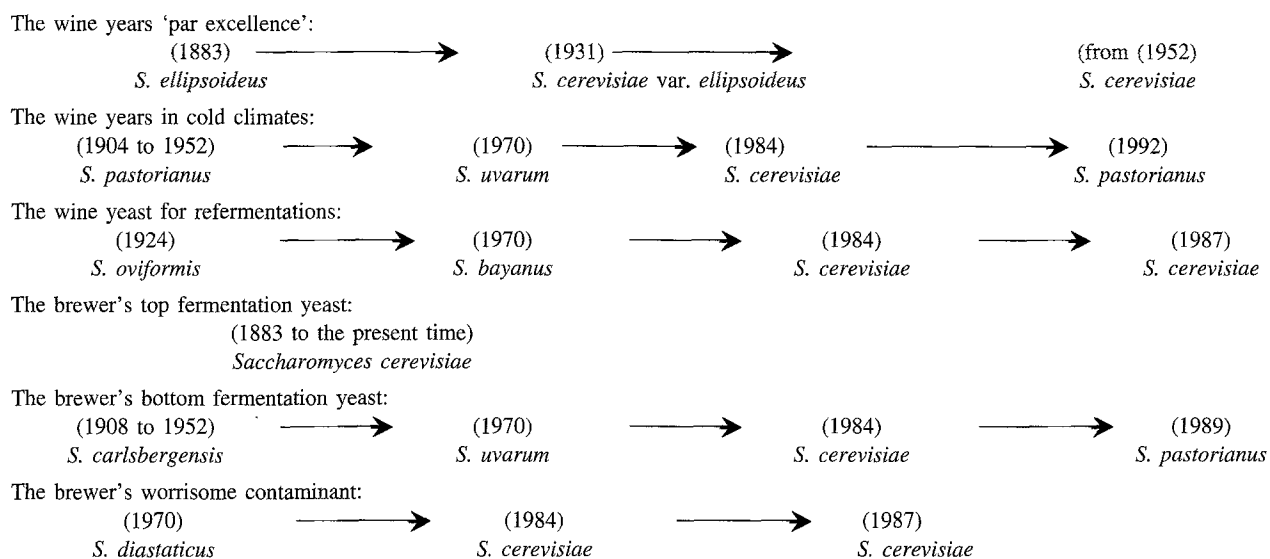 The wine years 'par excellence':
(1883) (1931) (from (1952)
S. ellipsoideus S. cerevisiae var. ellipsoideus S. cerevisiae
The wine years in cold climates:
(1904 to 1952) (1970) (1984) (1992)
S. pastorianus S. uvarum S. cerevisiae S. pastorianus
The wine yeast for refermentations:
(1924) (1970) (1984) (1987)
S. oviformis S. bayanus S. cerevisiae S. cerevisiae
The brewer's top fermentation yeast:
(1883 to the present time)
Saccharomyces cerevisiae
The brewer's bottom fermentation yeast:
(1908 to 1952) (1970) (1984) (1989)
S. carlsbergensis S. uvarum S. cerevisiae S. pastorianus
The brewer's worrisome contaminant:
(1970) (1984) (1987)
S. diastaticus S. cerevisiae S. cerevisiae